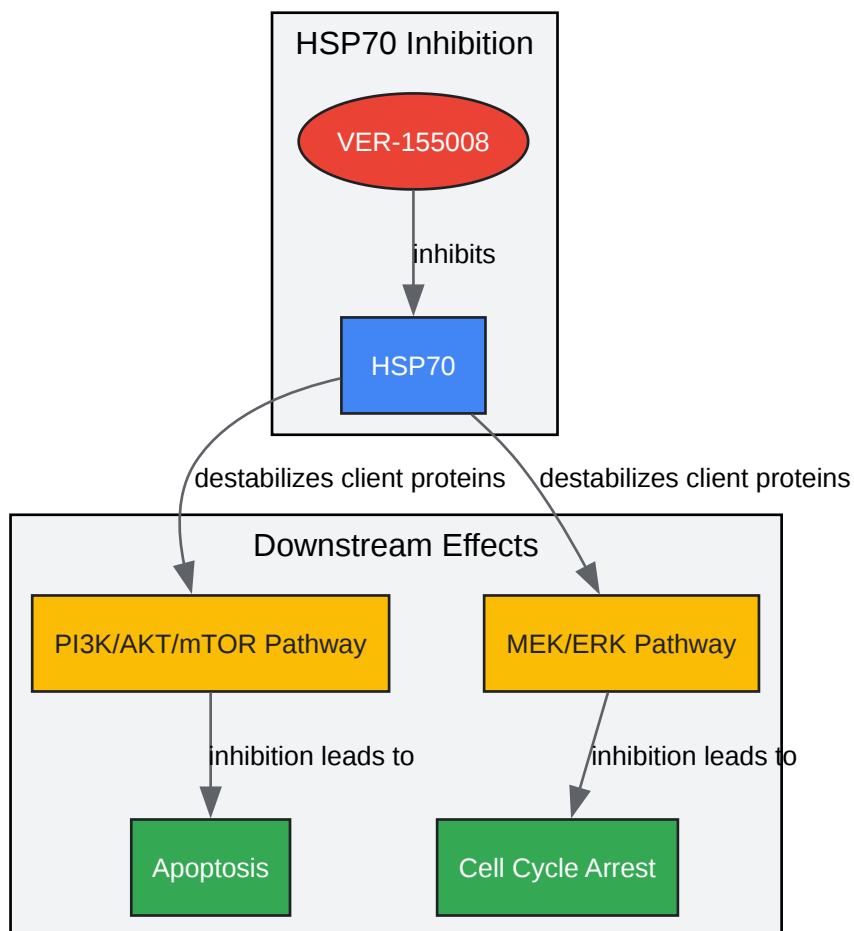 HSP70 Inhibition
VER-155008
inhibits
HSP70
destabilizes client proteins
destabilizes client proteins
Downstream Effects
PI3K/AKT/mTOR Pathway
MEK/ERK Pathway
inhibition leads to
inhibition leads to
Apoptosis
Cell Cycle Arrest